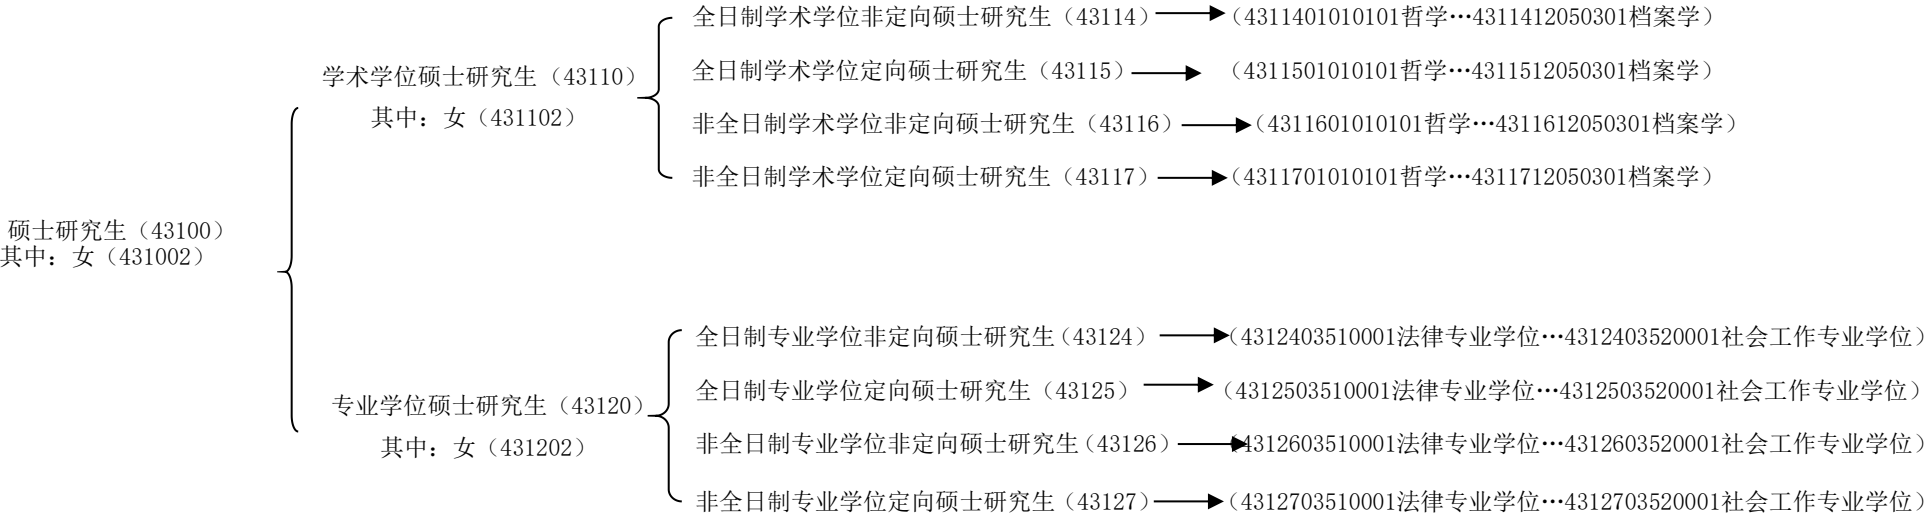 全日制学术学位非定向硕士研究生（43114）
（4311401010101哲学…4311412050301档案学）
学术学位硕士研究生（43110）
其中：女（431102）
全日制学术学位定向硕士研究生（43115）
（4311501010101哲学…4311512050301档案学）
非全日制学术学位非定向硕士研究生（43116）
（4311601010101哲学…4311612050301档案学）
非全日制学术学位定向硕士研究生（43117）
（4311701010101哲学…4311712050301档案学）
硕士研究生（43100）
其中：女（431002）
全日制专业学位非定向硕士研究生（43124）
（4312403510001法律专业学位…4312403520001社会工作专业学位）
全日制专业学位定向硕士研究生（43125）
（4312503510001法律专业学位…4312503520001社会工作专业学位）
专业学位硕士研究生（43120）
其中：女（431202）
非全日制专业学位非定向硕士研究生（43126）
（4312603510001法律专业学位…4312603520001社会工作专业学位）
非全日制专业学位定向硕士研究生（43127）
（4312703510001法律专业学位…4312703520001社会工作专业学位）